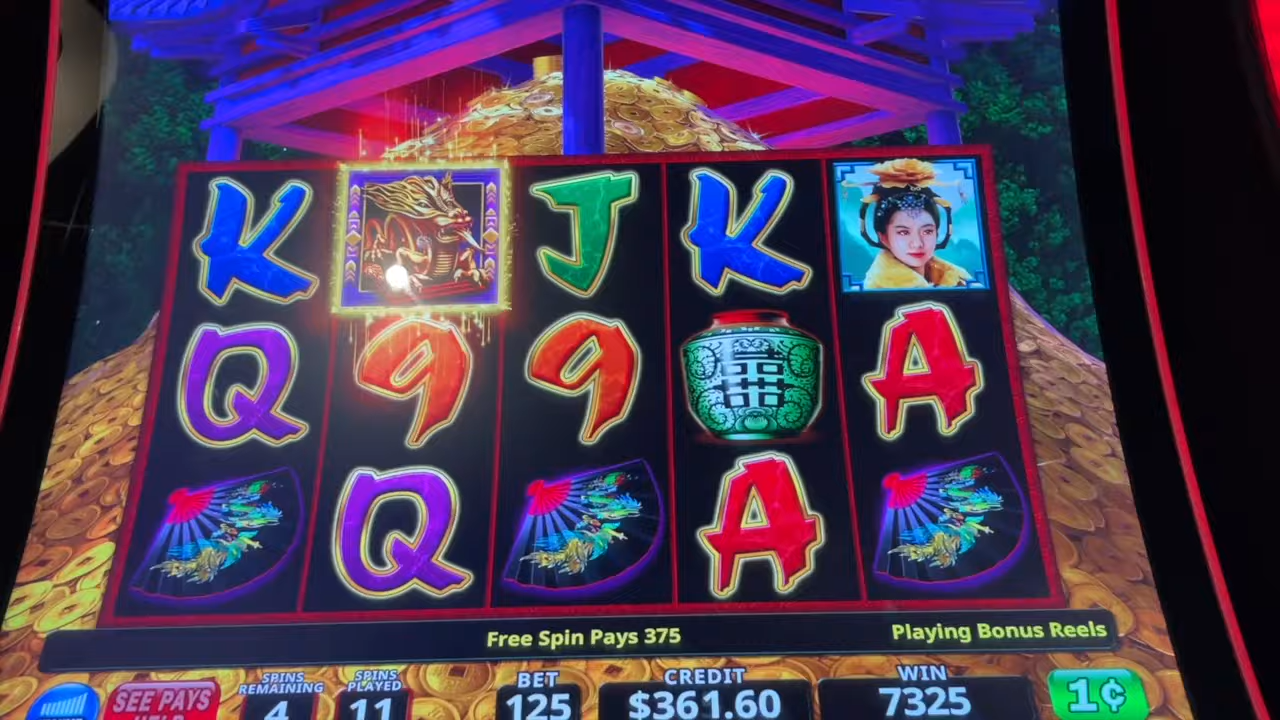 K J K
Q 9 9 A
Q A
Free Spin Pays 375
Playing Bonus Reels
SPINS REMAINING
4
SPINS PLAYED
11
BET
125
CREDIT
$361.60
WIN
7325
SEE PAYS
1¢